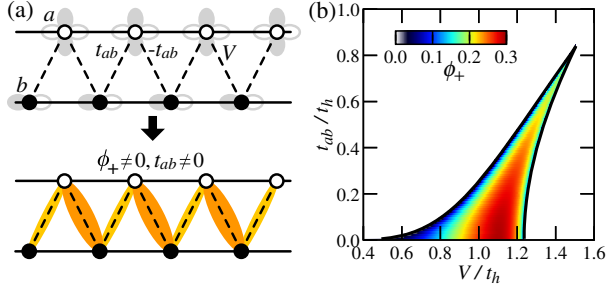 (a)
a
t_ab -t_ab V
b
ϕ_+ ≠ 0, t_ab ≠ 0
(b)
1.0
0.8
0.6
0.4
0.2
0.0
t_ab / t_h
0.0 0.1 0.2 0.3
ϕ_+
0.4 0.6 0.8 1.0 1.2 1.4 1.6
V / t_h